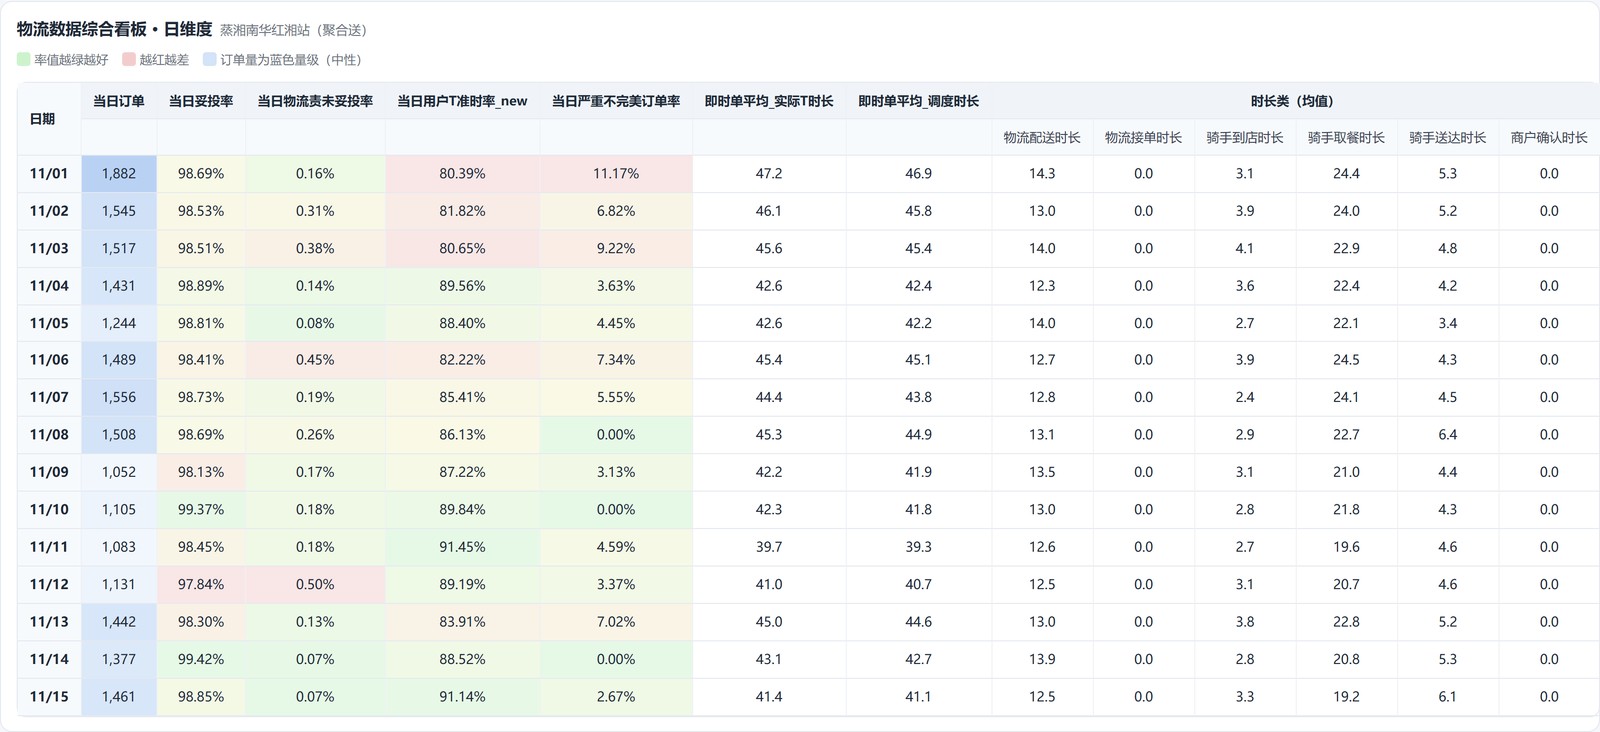 物流数据综合看板 • 日维度 蒸湘南华红湘站（聚合送）
率值越绿越好 越红越差 订单量为蓝色量级（中性）
日期 当日订单 当日妥投率 当日物流责未妥投率 当日用户T准时率_new 当日严重不完美订单率 即时单平均_实际T时长 即时单平均_调度时长 时长类（均值）
物流配送时长 物流接单时长 骑手到店时长 骑手取餐时长 骑手送达时长 商户确认时长
11/01 1,882 98.69% 0.16% 80.39% 11.17% 47.2 46.9 14.3 0.0 3.1 24.4 5.3 0.0
11/02 1,545 98.53% 0.31% 81.82% 6.82% 46.1 45.8 13.0 0.0 3.9 24.0 5.2 0.0
11/03 1,517 98.51% 0.38% 80.65% 9.22% 45.6 45.4 14.0 0.0 4.1 22.9 4.8 0.0
11/04 1,431 98.89% 0.14% 89.56% 3.63% 42.6 42.4 12.3 0.0 3.6 22.4 4.2 0.0
11/05 1,244 98.81% 0.08% 88.40% 4.45% 42.6 42.2 14.0 0.0 2.7 22.1 3.4 0.0
11/06 1,489 98.41% 0.45% 82.22% 7.34% 45.4 45.1 12.7 0.0 3.9 24.5 4.3 0.0
11/07 1,556 98.73% 0.19% 85.41% 5.55% 44.4 43.8 12.8 0.0 2.4 24.1 4.5 0.0
11/08 1,508 98.69% 0.26% 86.13% 0.00% 45.3 44.9 13.1 0.0 2.9 22.7 6.4 0.0
11/09 1,052 98.13% 0.17% 87.22% 3.13% 42.2 41.9 13.5 0.0 3.1 21.0 4.4 0.0
11/10 1,105 99.37% 0.18% 89.84% 0.00% 42.3 41.8 13.0 0.0 2.8 21.8 4.3 0.0
11/11 1,083 98.45% 0.18% 91.45% 4.59% 39.7 39.3 12.6 0.0 2.7 19.6 4.6 0.0
11/12 1,131 97.84% 0.50% 89.19% 3.37% 41.0 40.7 12.5 0.0 3.1 20.7 4.6 0.0
11/13 1,442 98.30% 0.13% 83.91% 7.02% 45.0 44.6 13.0 0.0 3.8 22.8 5.2 0.0
11/14 1,377 99.42% 0.07% 88.52% 0.00% 43.1 42.7 13.9 0.0 2.8 20.8 5.3 0.0
11/15 1,461 98.85% 0.07% 91.14% 2.67% 41.4 41.1 12.5 0.0 3.3 19.2 6.1 0.0